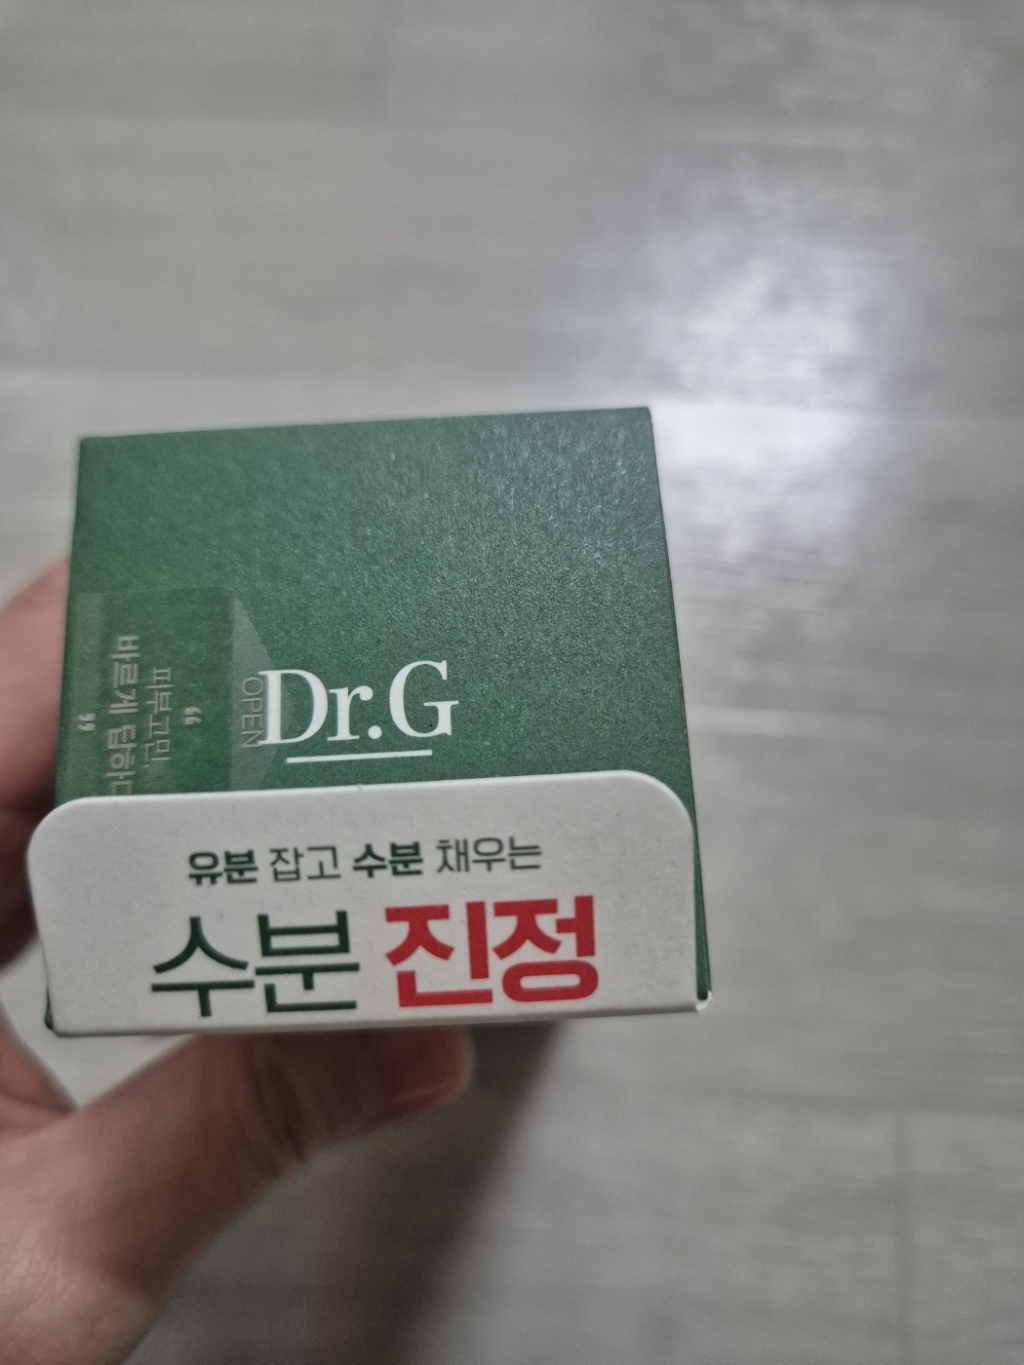 Dr.G
OPEN
“
피부고민,
바르게 답하다
”
유분 잡고 수분 채우는
수분 진정